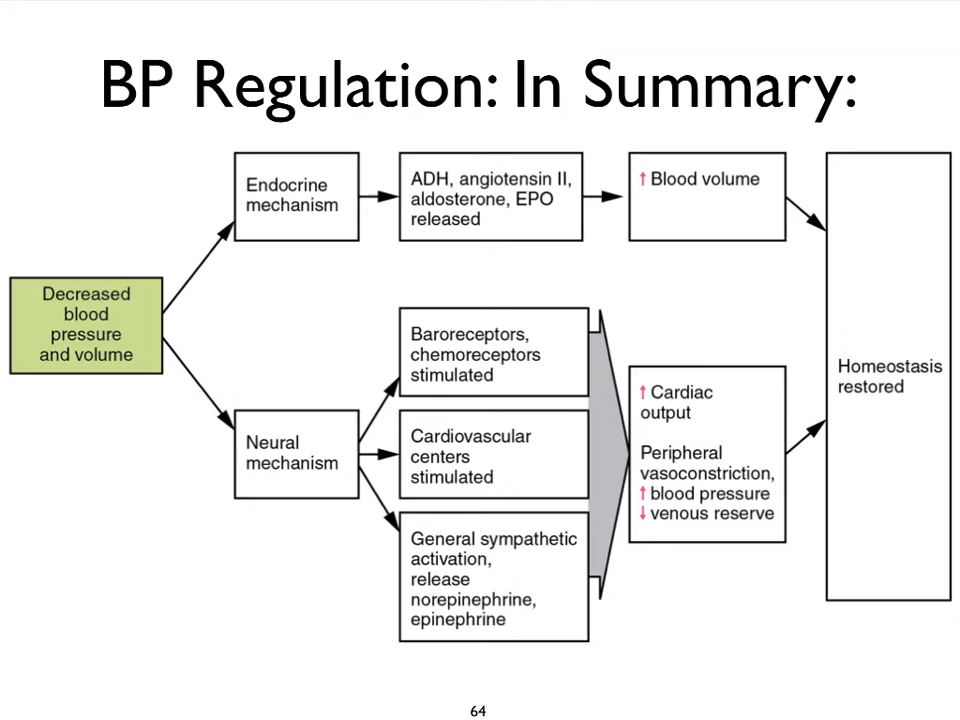 BP Regulation: In Summary:
Endocrine
mechanism
ADH, angiotensin II,
aldosterone, EPO
released
↑ Blood volume
Decreased
blood
pressure
and volume
Baroreceptors,
chemoreceptors
stimulated
Neural
mechanism
Cardiovascular
centers
stimulated
General sympathetic
activation,
release
norepinephrine,
epinephrine
↑ Cardiac
output
Peripheral
vasoconstriction,
↑ blood pressure
↓ venous reserve
Homeostasis
restored
64